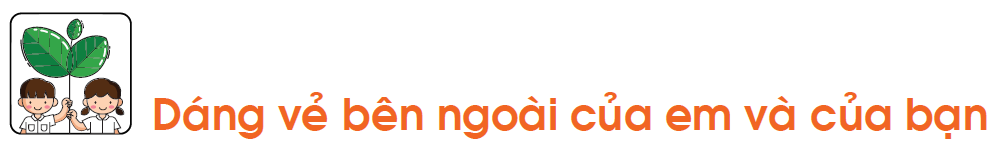 Dáng vẻ bên ngoài của em và của bạn